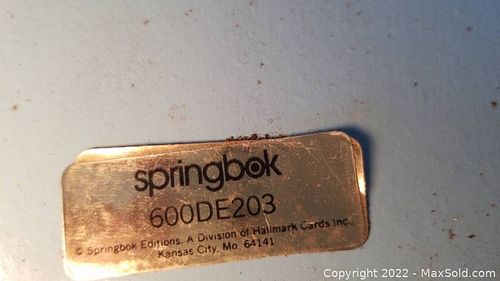 springbok
600DE203
© Springbok Editions, A Division of Hallmark Cards Inc.,
Kansas City, Mo. 64141
Copyright © 2022 - MaxSold.com